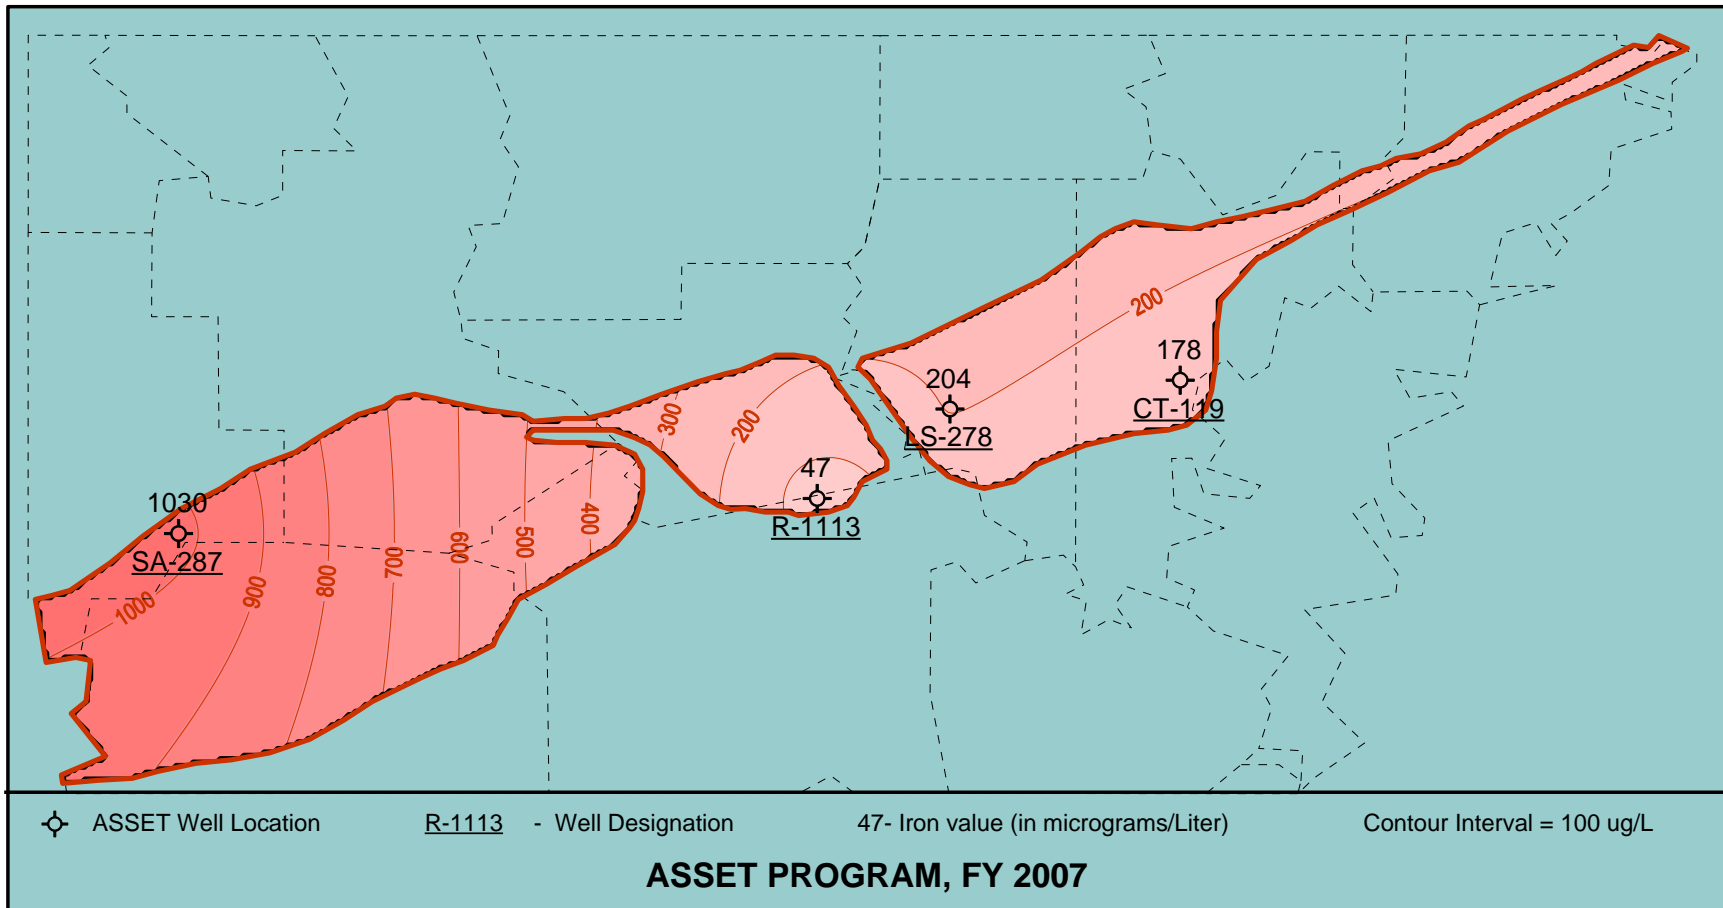 200
178
CT-119
204
LS-278
300
200
47
R-1113
1030
SA-287
1000
900
800
700
600
500
400
ASSET Well Location
R-1113 - Well Designation
47- Iron value (in micrograms/Liter)
Contour Interval = 100 ug/L
ASSET PROGRAM, FY 2007